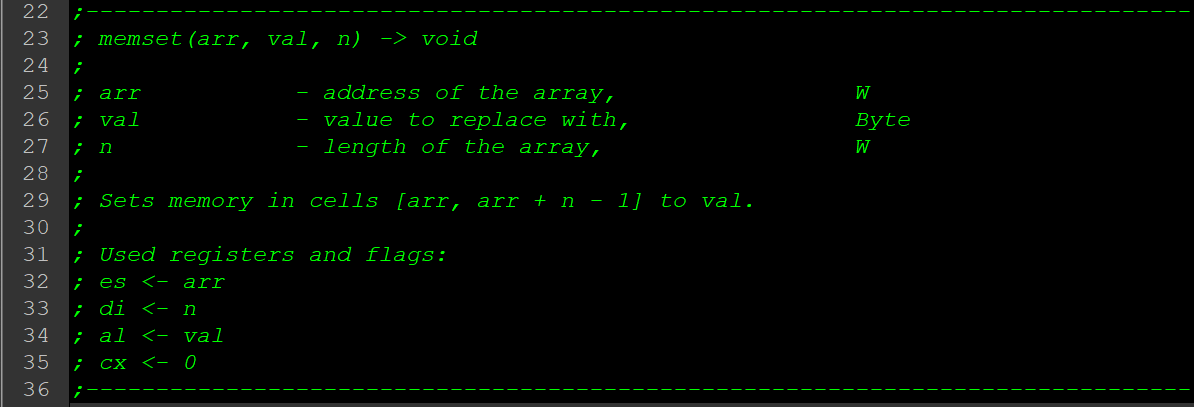 22 ;-------------------------------------------------------------------------------
23 ; memset(arr, val, n) -> void
24 ;
25 ; arr           - address of the array,                 W
26 ; val           - value to replace with,                Byte
27 ; n             - length of the array,                  W
28 ;
29 ; Sets memory in cells [arr, arr + n - 1] to val.
30 ;
31 ; Used registers and flags:
32 ; es <- arr
33 ; di <- n
34 ; al <- val
35 ; cx <- 0
36 ;-------------------------------------------------------------------------------